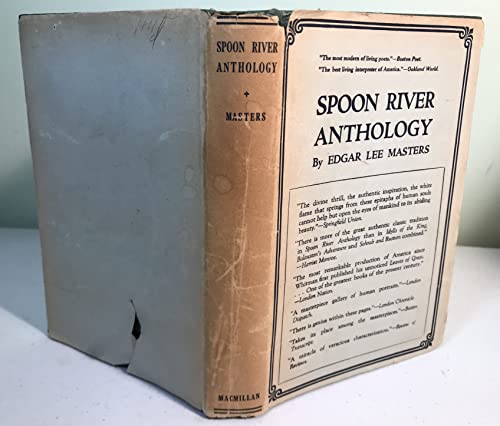 SPOON RIVER
ANTHOLOGY
MASTERS
MACMILLAN
"The most modern of living poets."—Boston Post.
"The best living interpreter of America."—Oakland World.
SPOON RIVER
ANTHOLOGY
By EDGAR LEE MASTERS
"The divine thrill, the authentic inspiration, the white
flame that springs from these epitaphs of human souls
cannot help but open the eyes of mankind to its abiding
beauty."—Springfield Union.
"There is more of the great authentic classic tradition
in Spoon River Anthology than in Idylls of the King,
Balaustion's Adventure and Sohrab and Rustum combined."
—Harriet Monroe.
"The most remarkable production of America since
Whitman first published his unnoticed Leaves of Grass.
. . . One of the greatest books of the present century."
—London Nation.
"A masterpiece gallery of human portraits."—London
Dispatch.
"There is genius within these pages."—London Chronicle.
"Takes its place among the masterpieces."—Boston
Transcript.
"A miracle of veracious characterization."—Review of
Reviews.